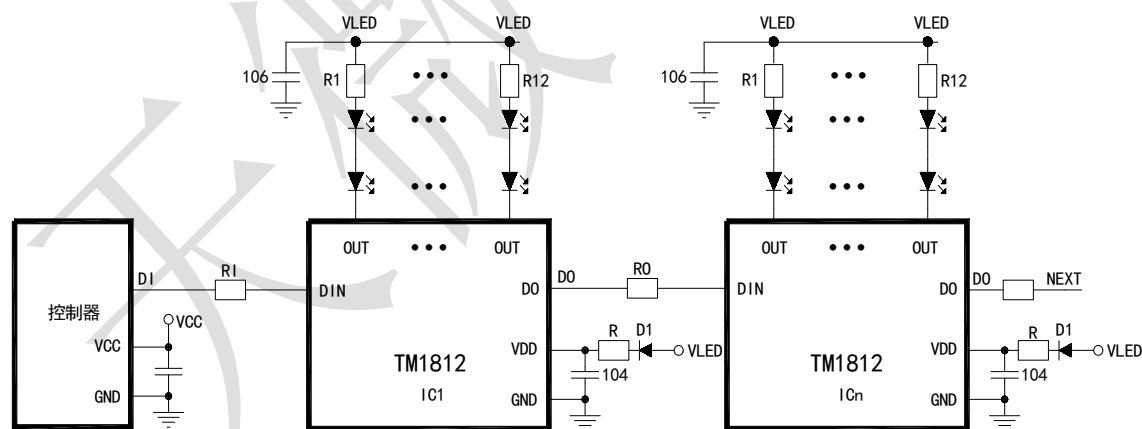 VLED VLED VLED VLED
106 R1 ••• R12 106 R1 ••• R12
••• •••
••• •••
OUT ••• OUT OUT ••• OUT
DI RI DIN DO DO RO DIN DO DO NEXT
控制器
VCC
VCC VDD R D1 VLED VDD R D1 VLED
TM1812 104 TM1812 104
GND IC1 GND ICn GND
天微